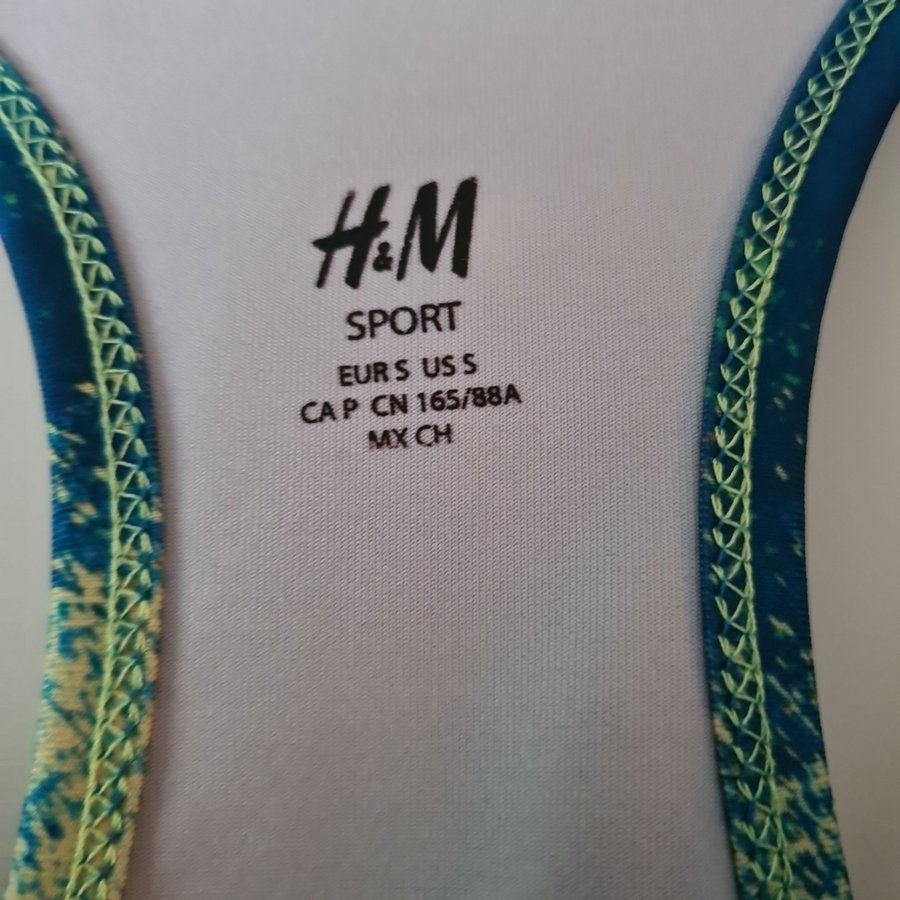 H&M
SPORT
EUR S US S
CA P CN 165/88A
MX CH